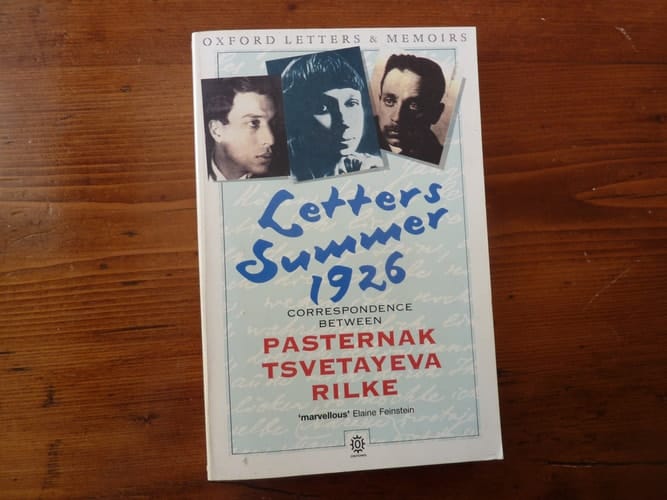 OXFORD LETTERS & MEMOIRS
Letters
Summer
1926
CORRESPONDENCE
BETWEEN
PASTERNAK
TSVETAYEVA
RILKE
'marvellous' Elaine Feinstein